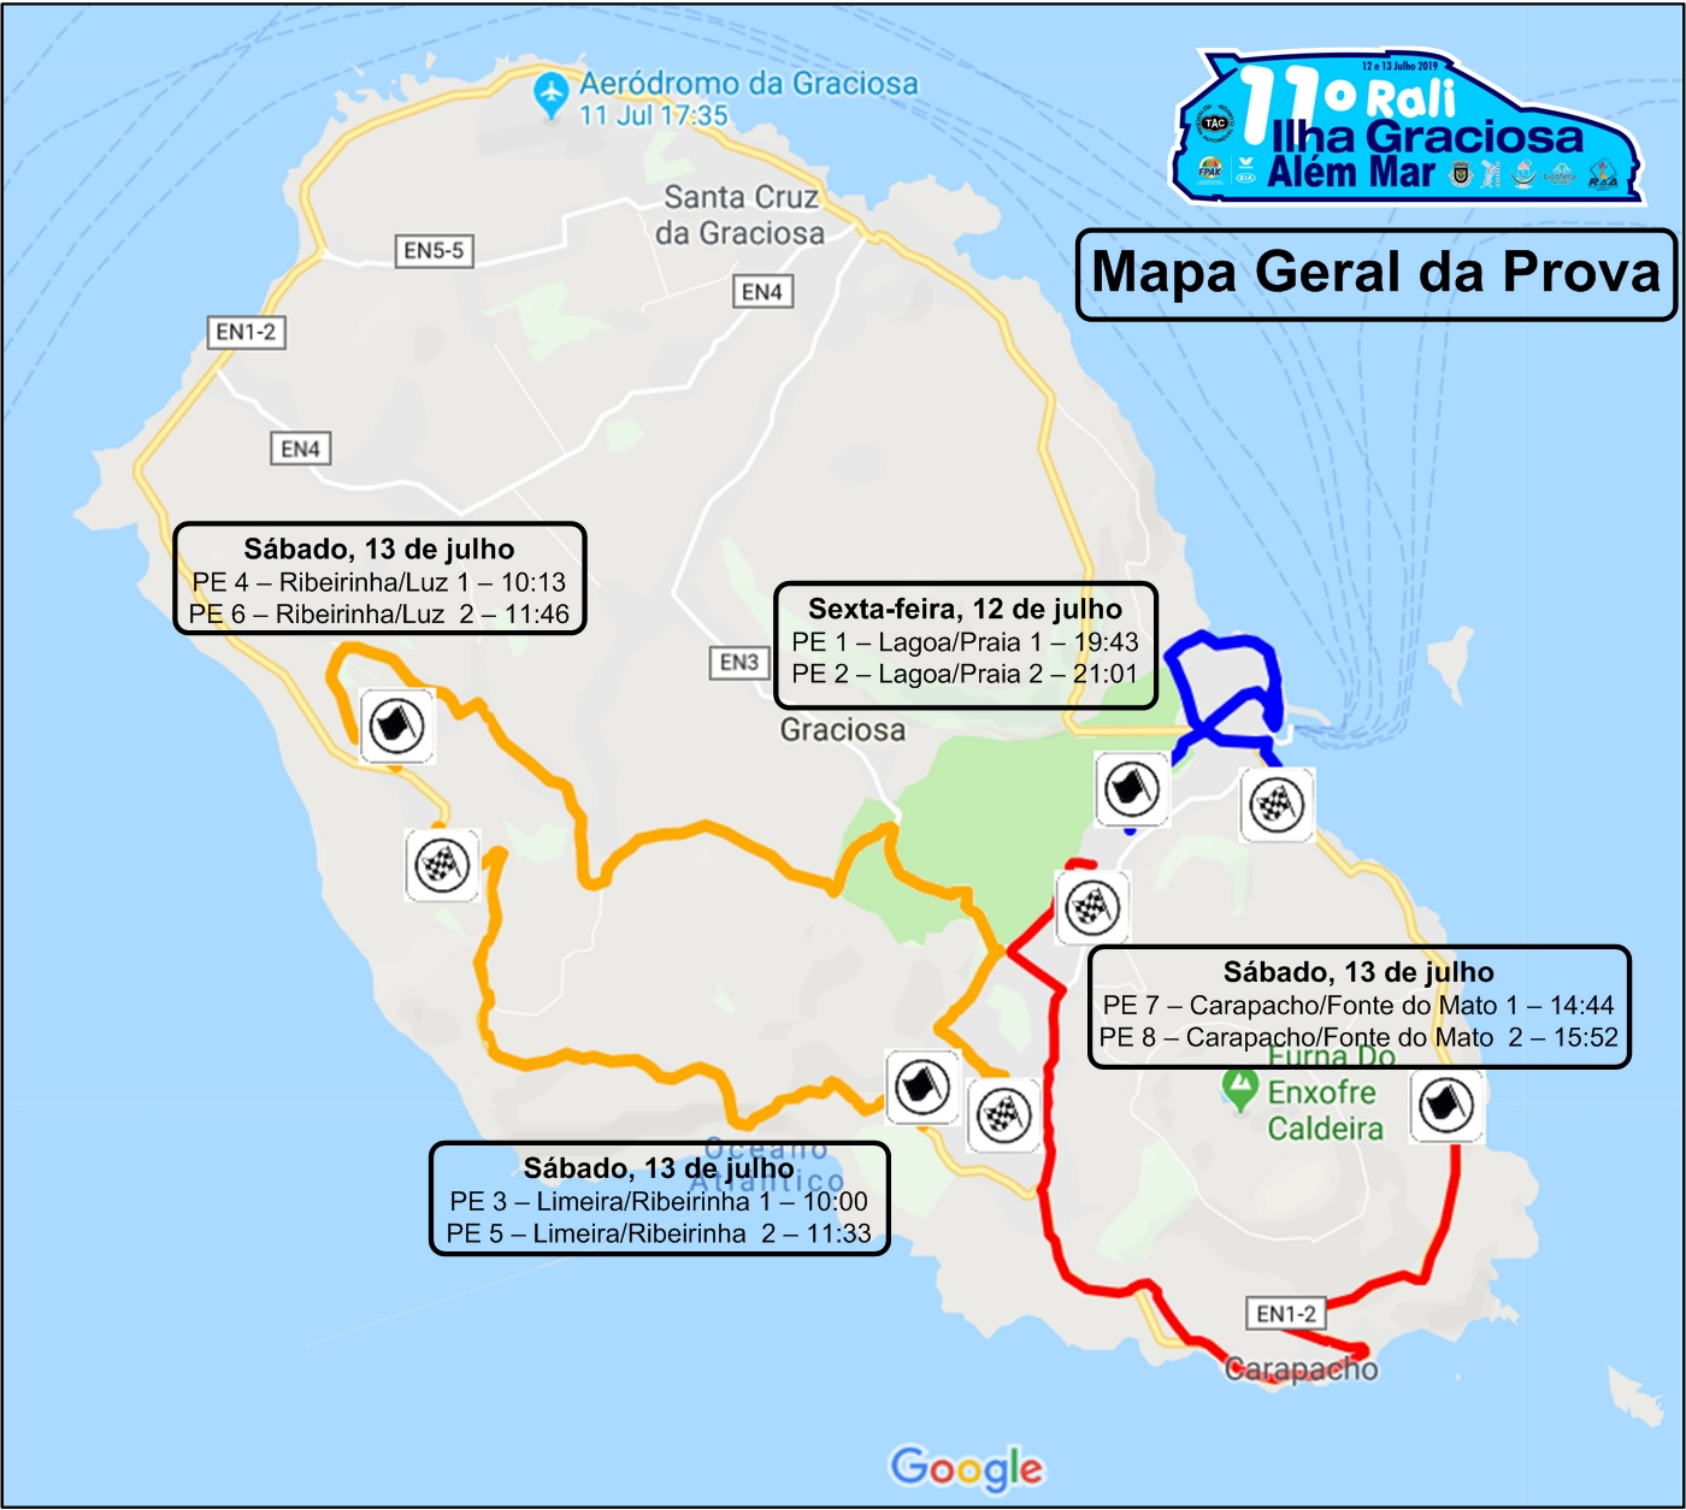 12 e 13 Julho 2019
11º Rali
Ilha Graciosa
Além Mar
TAC
FPAK
KIA
RAA
Mapa Geral da Prova
Aeródromo da Graciosa
11 Jul 17:35
Santa Cruz
da Graciosa
EN5-5
EN4
EN1-2
EN4
Sábado, 13 de julho
PE 4 – Ribeirinha/Luz 1 – 10:13
PE 6 – Ribeirinha/Luz 2 – 11:46
Sexta-feira, 12 de julho
PE 1 – Lagoa/Praia 1 – 19:43
PE 2 – Lagoa/Praia 2 – 21:01
EN3
Graciosa
Sábado, 13 de julho
PE 7 – Carapacho/Fonte do Mato 1 – 14:44
PE 8 – Carapacho/Fonte do Mato 2 – 15:52
Furna Do
Enxofre
Caldeira
Oceano
Atlântico
Sábado, 13 de julho
PE 3 – Limeira/Ribeirinha 1 – 10:00
PE 5 – Limeira/Ribeirinha 2 – 11:33
EN1-2
Carapacho
Google